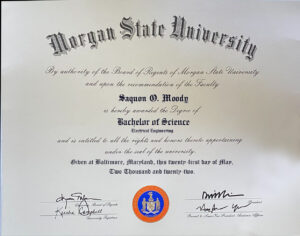 Morgan State University
By authority of the Board of Regents of Morgan State University
and upon the recommendation of the Faculty
Saquon O. Moody
is hereby awarded the Degree of
Bachelor of Science
Electrical Engineering
and is entitled to all the rights and honors thereto appertaining
under the seal of the university.
Given at Baltimore, Maryland, this twenty-first day of May,
Two Thousand and twenty-two.